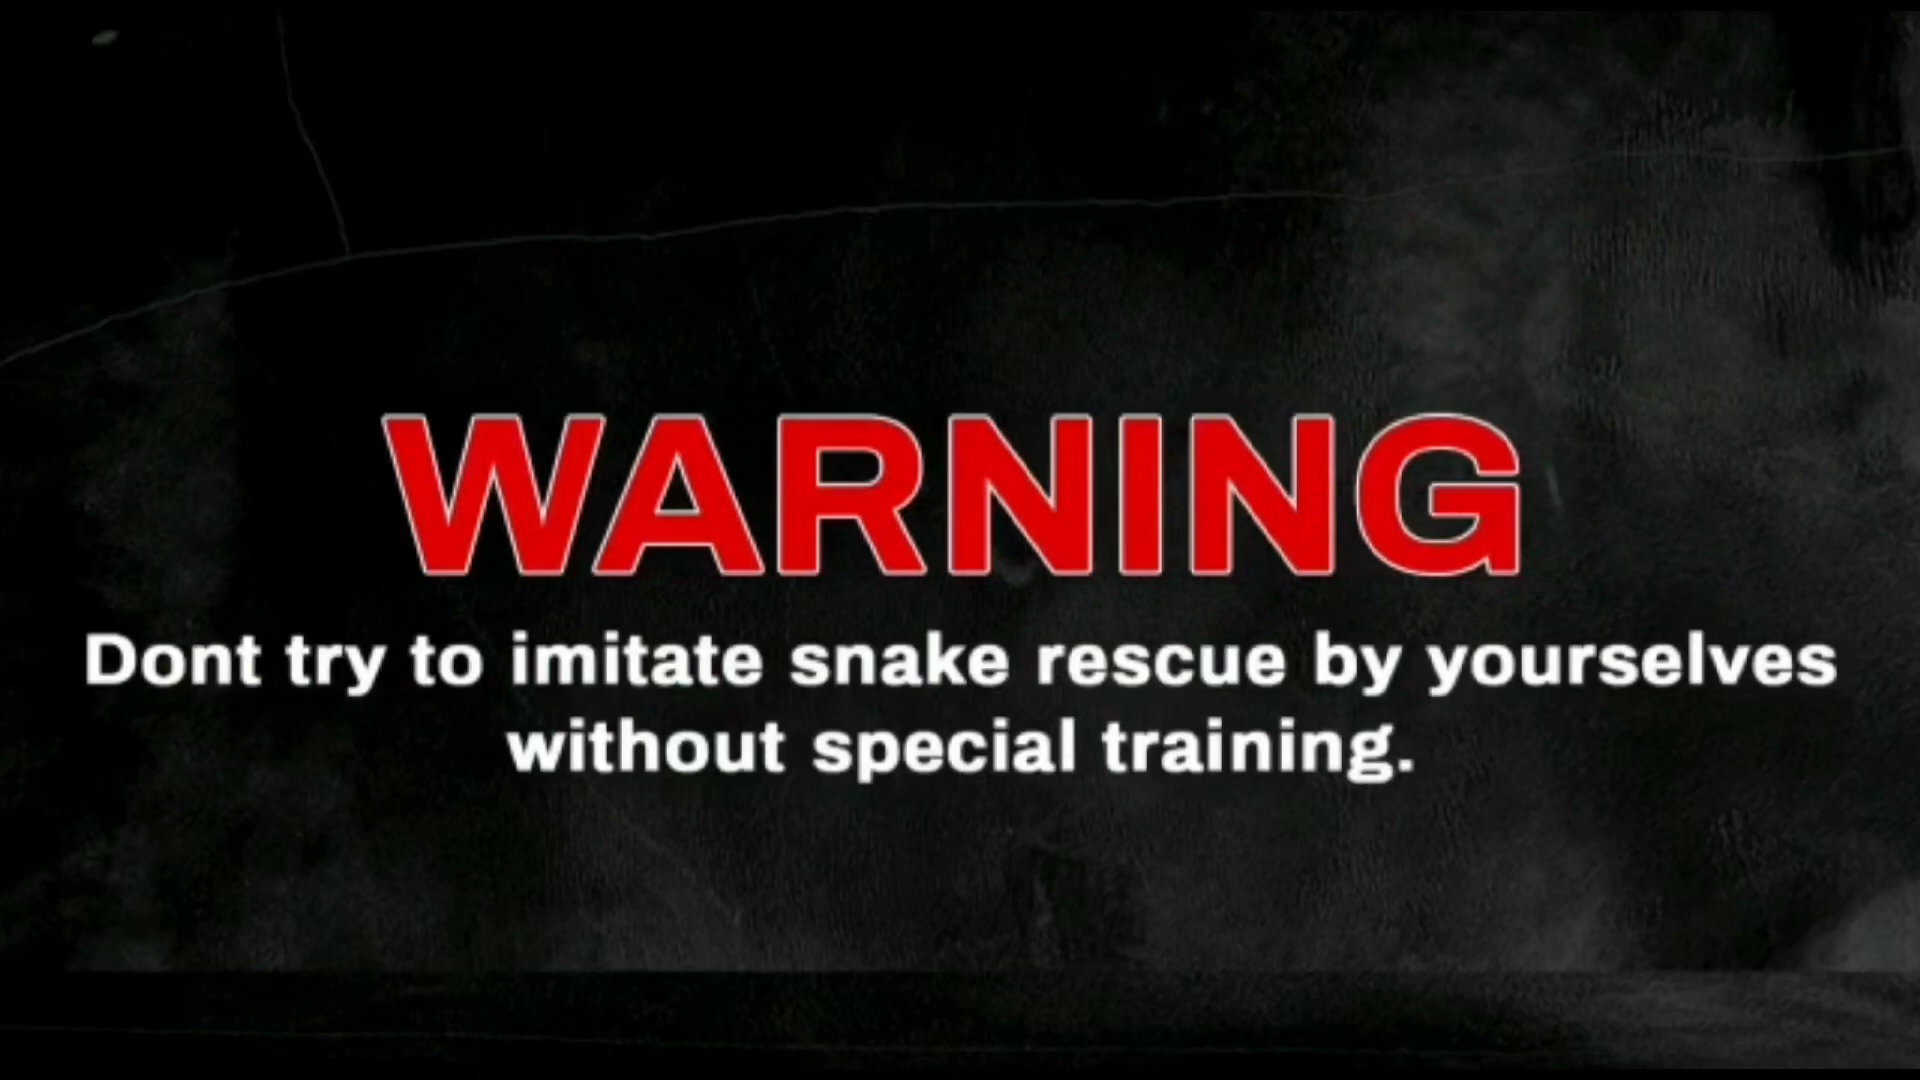 WARNING
Dont try to imitate snake rescue by yourselves
without special training.